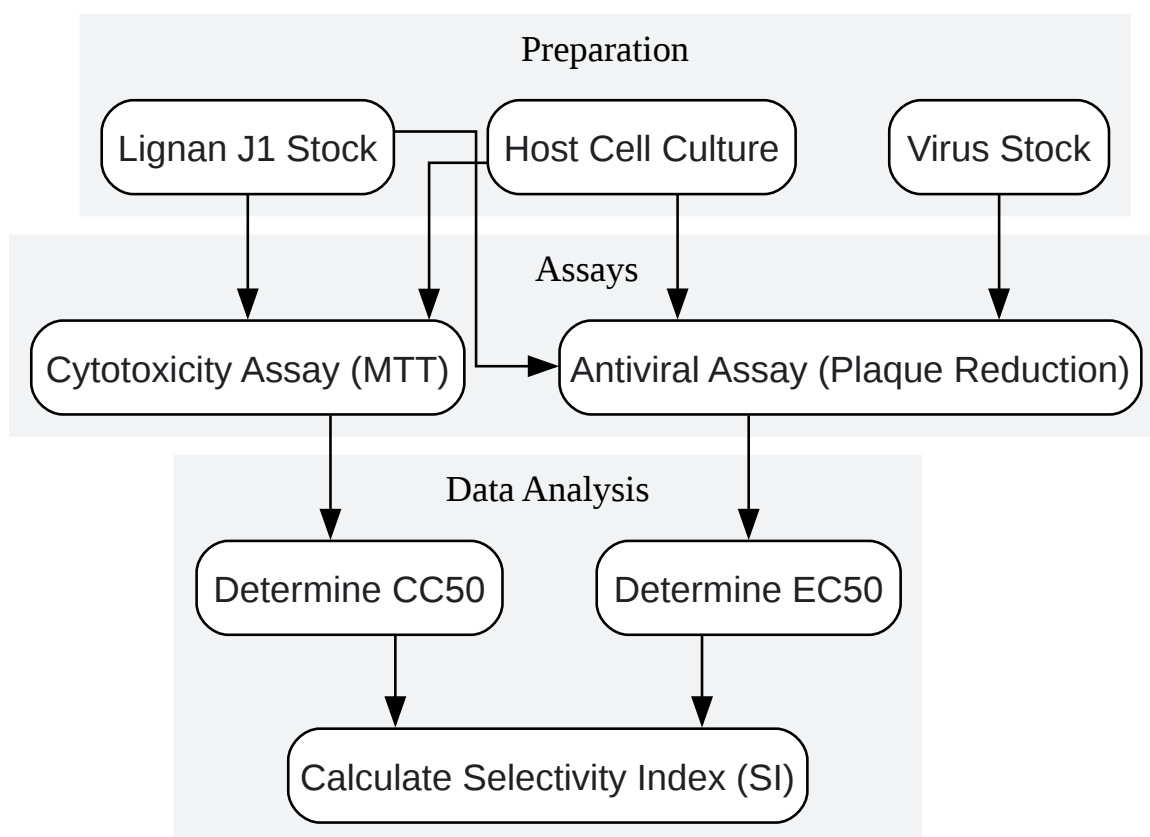 Preparation
Lignan J1 Stock
Host Cell Culture
Virus Stock
Assays
Cytotoxicity Assay (MTT)
Antiviral Assay (Plaque Reduction)
Data Analysis
Determine CC50
Determine EC50
Calculate Selectivity Index (SI)